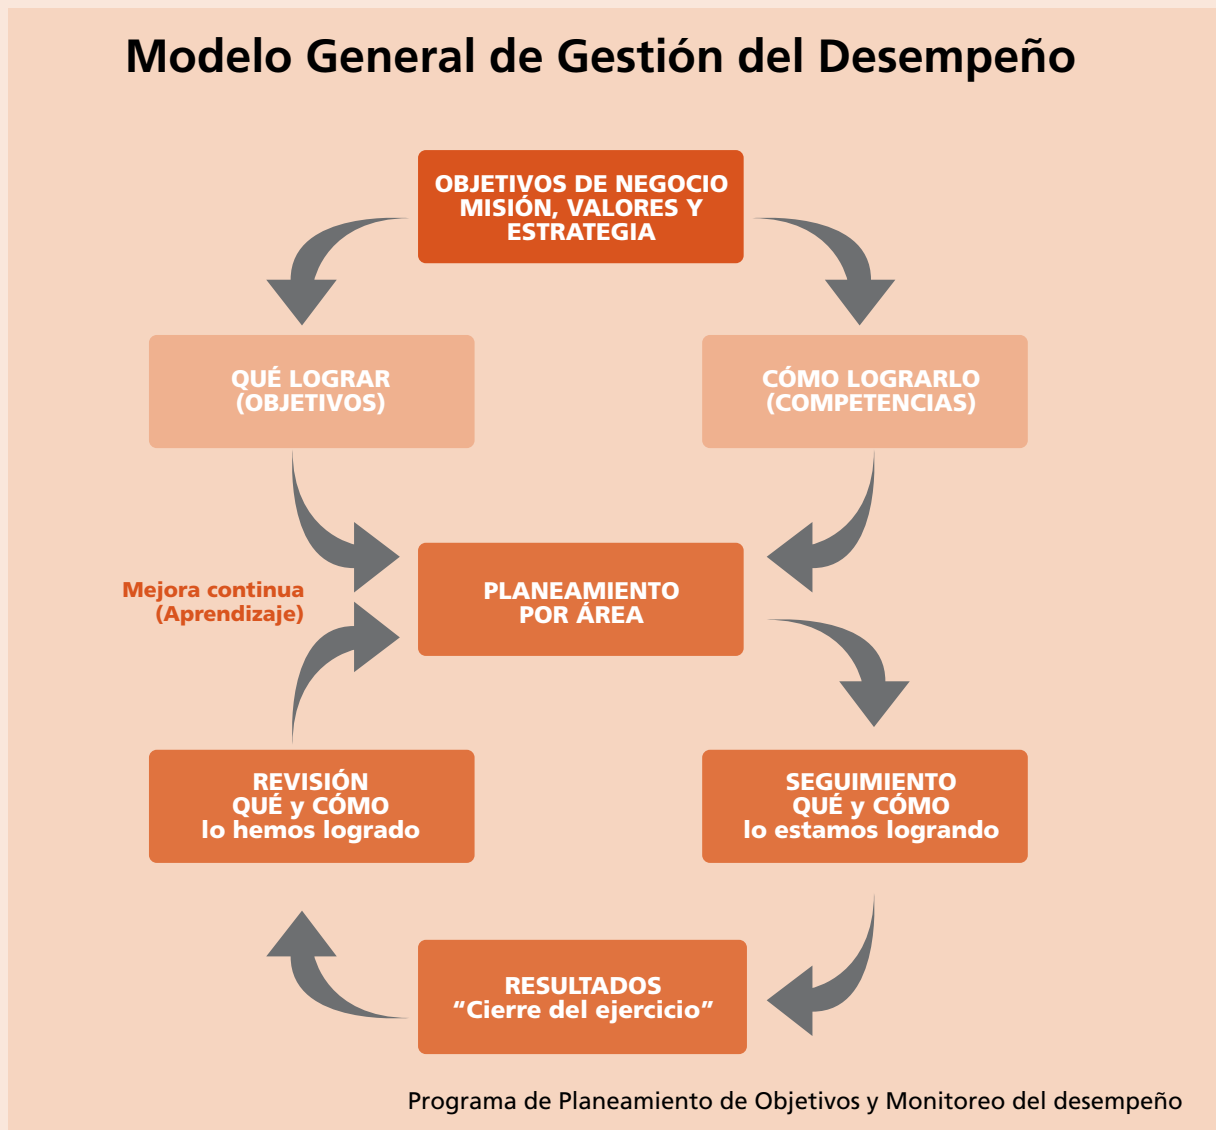 Modelo General de Gestión del Desempeño
OBJETIVOS DE NEGOCIO
MISIÓN, VALORES Y
ESTRATEGIA
QUÉ LOGRAR
(OBJETIVOS)
CÓMO LOGRARLO
(COMPETENCIAS)
Mejora continua
(Aprendizaje)
PLANEAMIENTO
POR ÁREA
REVISIÓN
QUÉ y CÓMO
lo hemos logrado
SEGUIMIENTO
QUÉ y CÓMO
lo estamos logrando
RESULTADOS
“Cierre del ejercicio”
Programa de Planeamiento de Objetivos y Monitoreo del desempeño